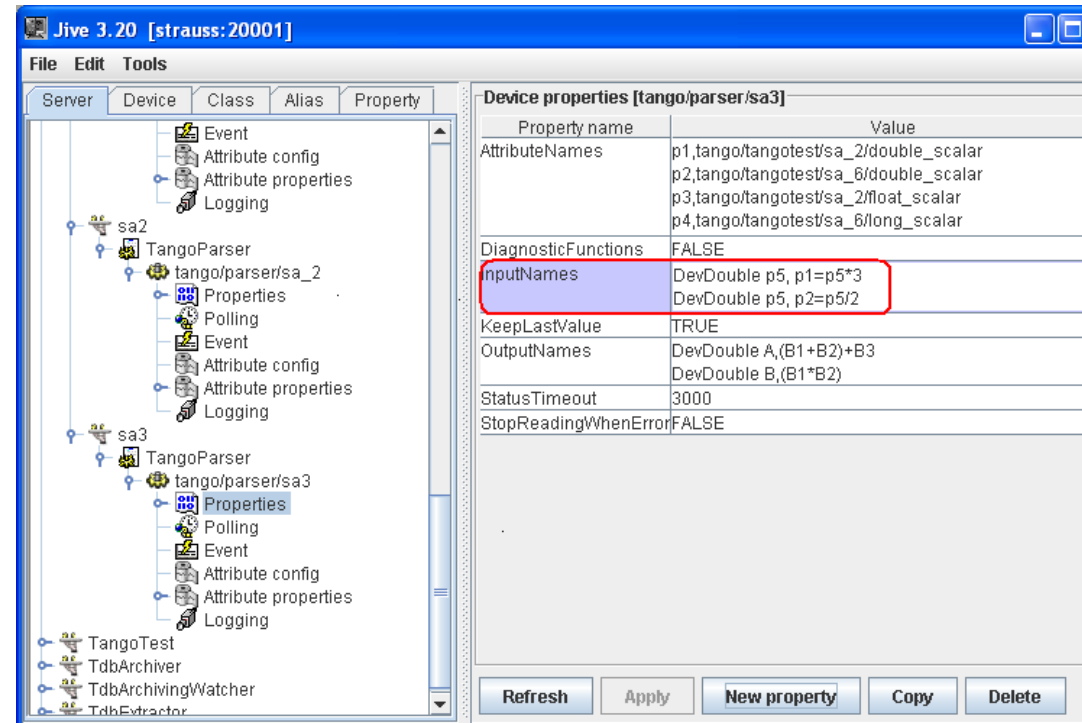 Jive 3.20 [strauss:20001]
File Edit Tools
Server Device Class Alias Property
Event
Attribute config
Attribute properties
Logging
sa2
TangoParser
tango/parser/sa_2
Properties
Polling
Event
Attribute config
Attribute properties
Logging
sa3
TangoParser
tango/parser/sa3
Properties
Polling
Event
Attribute config
Attribute properties
Logging
TangoTest
TdbArchiver
TdbArchivingWatcher
TdbExtractor
Device properties [tango/parser/sa3]
Property name Value
AttributeNames p1,tango/tangotest/sa_2/double_scalar
p2,tango/tangotest/sa_6/double_scalar
p3,tango/tangotest/sa_2/float_scalar
p4,tango/tangotest/sa_6/long_scalar
DiagnosticFunctions FALSE
InputNames DevDouble p5, p1=p5*3
DevDouble p5, p2=p5/2
KeepLastValue TRUE
OutputNames DevDouble A,(B1+B2)+B3
DevDouble B,(B1*B2)
StatusTimeout 3000
StopReadingWhenError FALSE
Refresh Apply New property Copy Delete